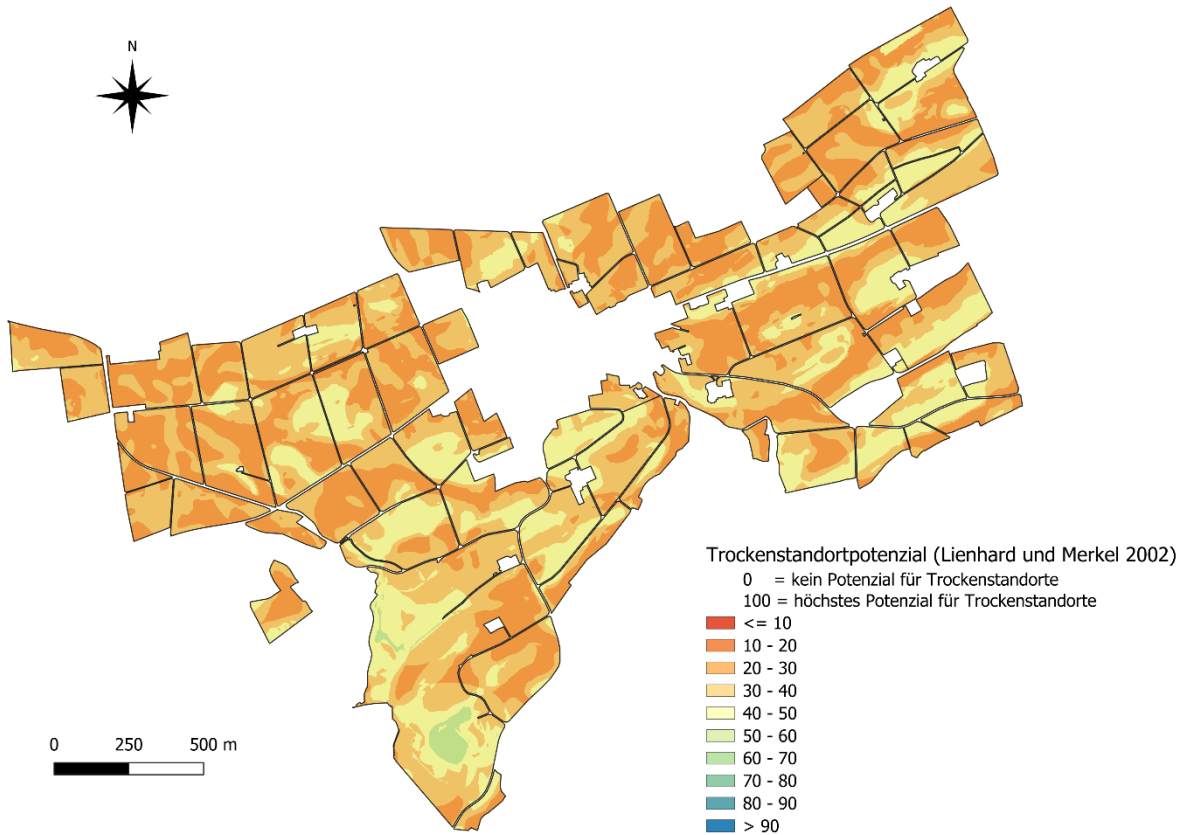 N
Trockenstandortpotenzial (Lienhard und Merkel 2002)
0 = kein Potenzial für Trockenstandorte
100 = höchstes Potenzial für Trockenstandorte
<= 10
10 - 20
20 - 30
30 - 40
40 - 50
50 - 60
60 - 70
70 - 80
80 - 90
> 90
0 250 500 m